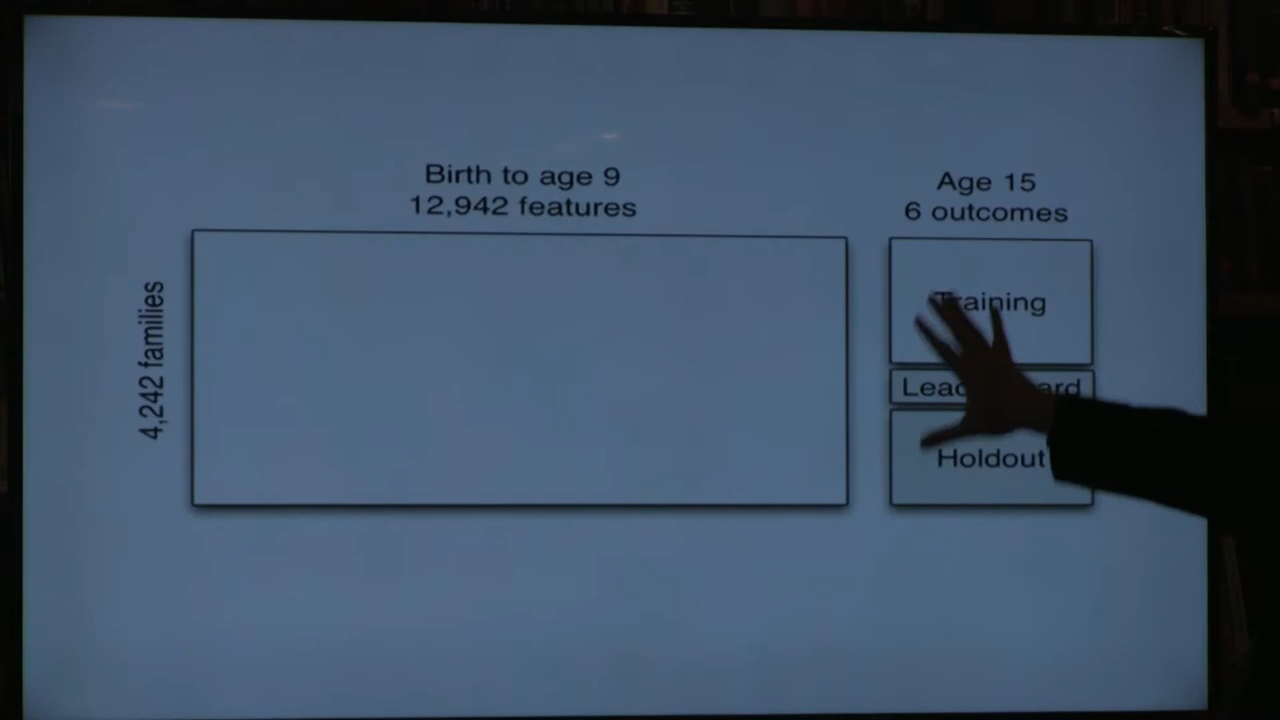 Birth to age 9
12,942 features
Age 15
6 outcomes
4,242 families
Training
Holdout